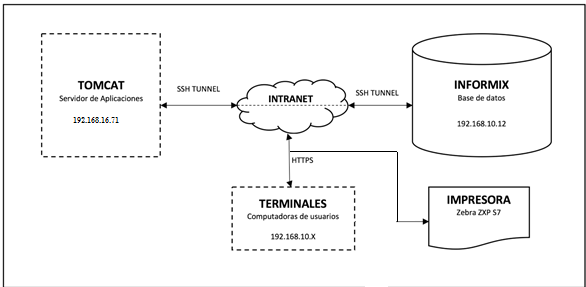 TOMCAT
Servidor de Aplicaciones
192.168.16.71
SSH TUNNEL
INTRANET
SSH TUNNEL
INFORMIX
Base de datos
192.168.10.12
HTTPS
TERMINALES
Computadoras de usuarios
192.168.10.X
IMPRESORA
Zebra ZXP S7